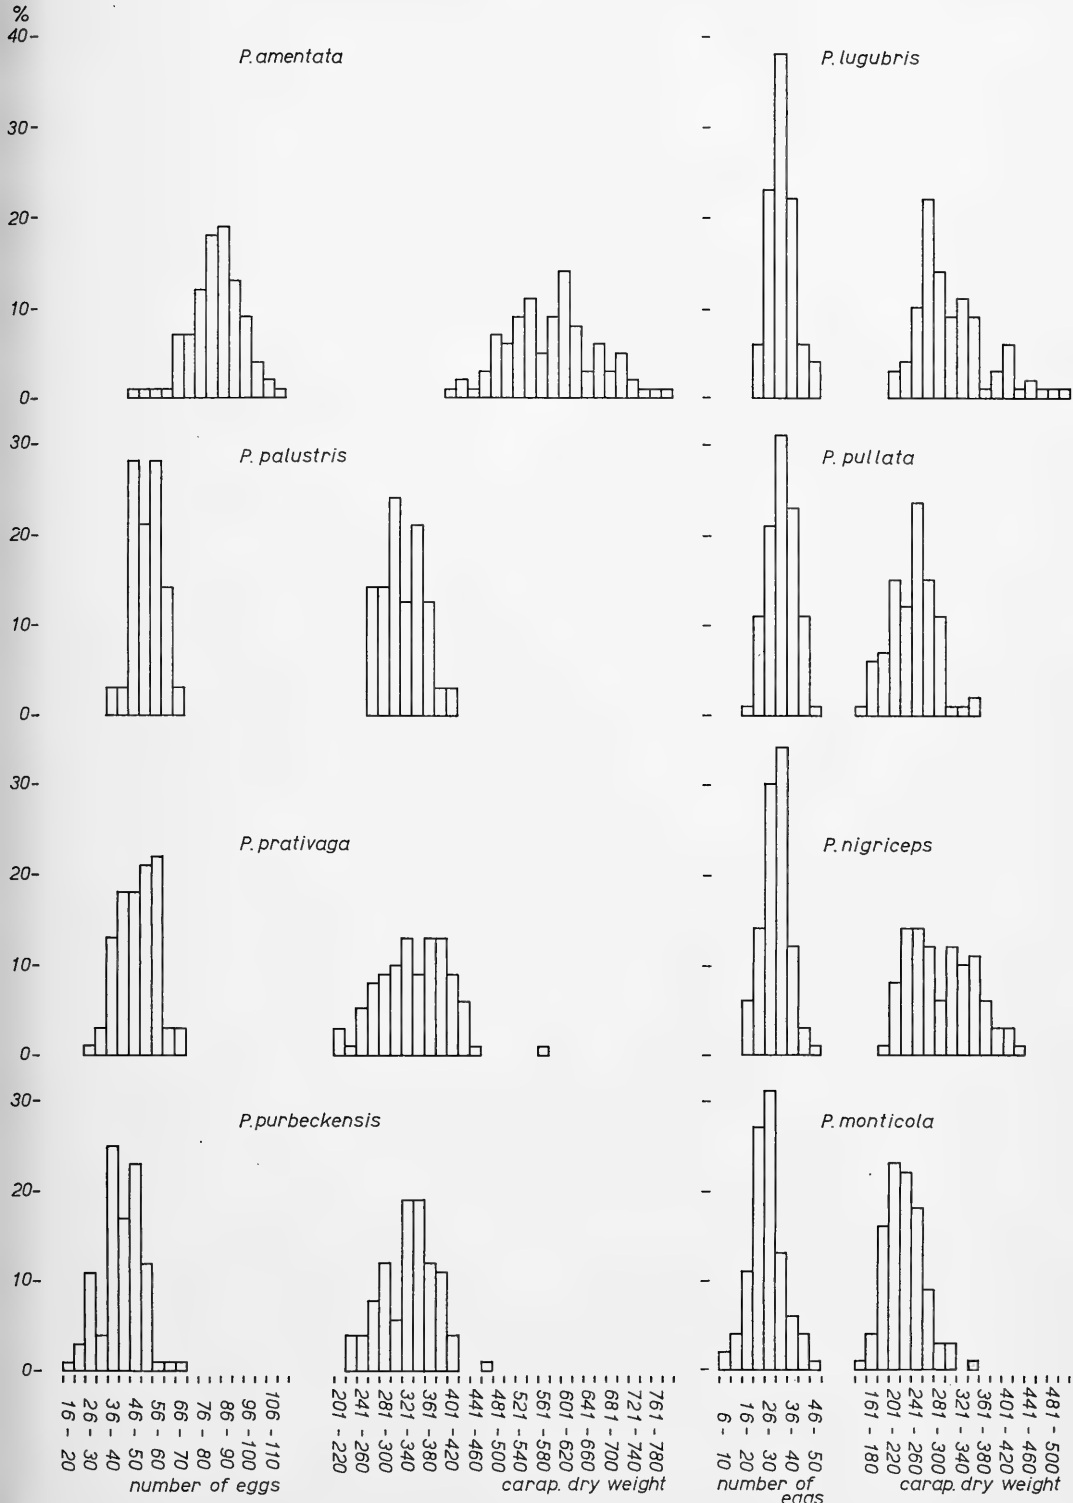 %
40-
P. amentata
P. lugubris
30-
20-
10-
0-
30-
P. palustris
P. pullata
20-
10-
0-
30-
P. prativaga
P. nigriceps
20-
10-
0-
30-
P. purbeckensis
P. monticola
20-
10-
0-
16 - 20
26 - 30
36 - 40
46 - 50
56 - 60
66 - 70
76 - 80
86 - 90
96 - 100
106 - 110
number of eggs
201 - 220
241 - 260
281 - 300
321 - 340
361 - 380
401 - 420
441 - 460
481 - 500
521 - 540
561 - 580
601 - 620
641 - 660
681 - 700
721 - 740
761 - 780
carap. dry weight
6 - 10
16 - 20
26 - 30
36 - 40
46 - 50
number of
eggs
161 - 180
201 - 220
241 - 260
281 - 300
321 - 340
361 - 380
401 - 420
441 - 460
481 - 500
carap. dry weight